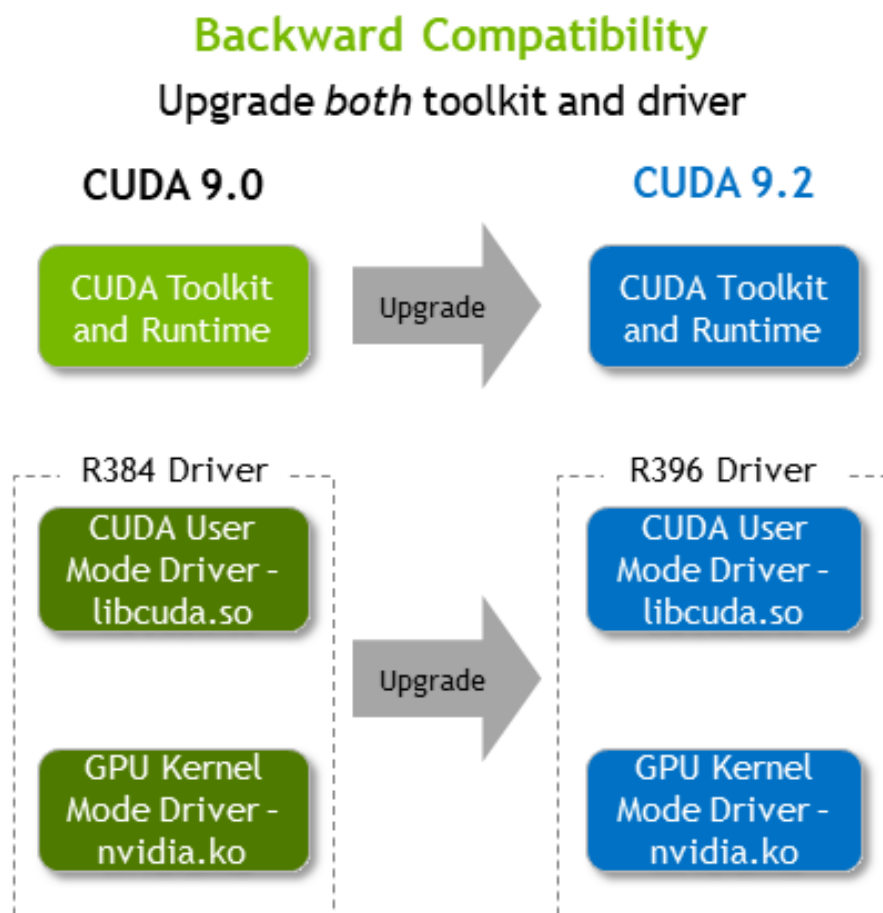 Backward Compatibility
Upgrade both toolkit and driver
CUDA 9.0
CUDA 9.2
CUDA Toolkit
and Runtime
Upgrade
CUDA Toolkit
and Runtime
R384 Driver
R396 Driver
CUDA User
Mode Driver –
libcuda.so
CUDA User
Mode Driver –
libcuda.so
Upgrade
GPU Kernel
Mode Driver –
nvidia.ko
GPU Kernel
Mode Driver –
nvidia.ko